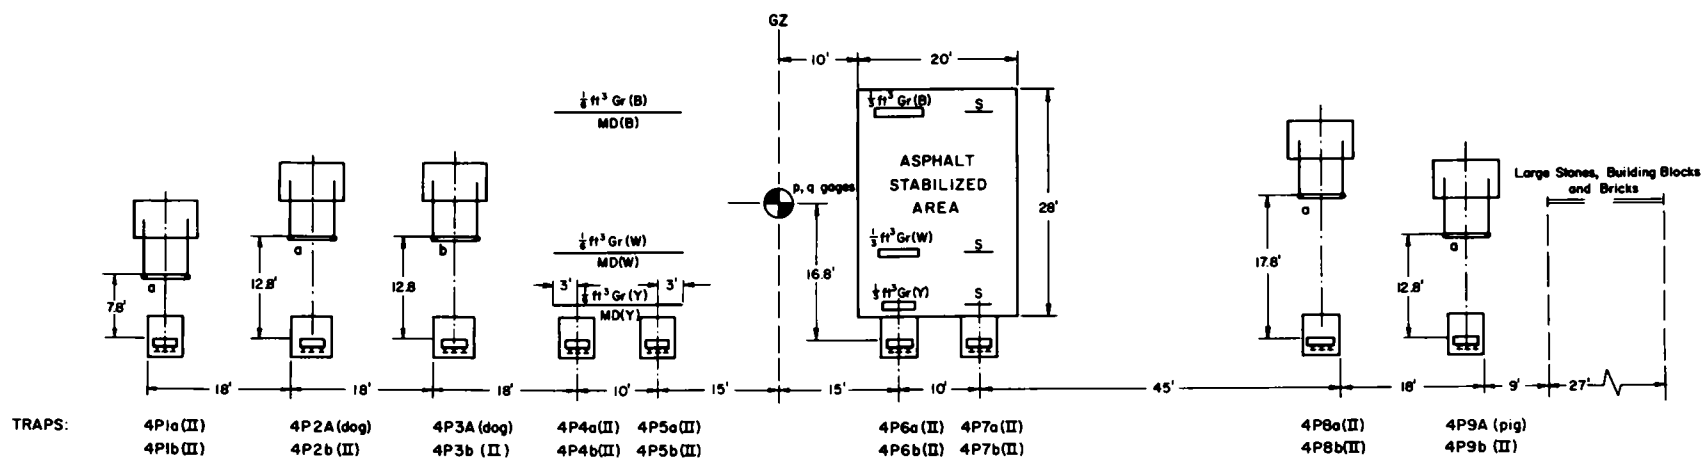 GZ
10'
20'
1/6 ft³ Gr (B)
MD(B)
1/3 ft³ Gr(B)
S
ASPHALT
STABILIZED
AREA
28'
p, q gages
Large Stones, Building Blocks
and Bricks
a
b
a
a
a
1/6 ft³ Gr(W)
MD(W)
1/3 ft³ Gr(W)
S
16.8'
17.8'
12.8'
12.8
12.8'
a
7.8'
3'
ft³ Gr(Y)
3'
MD(Y)
1/3 ft³ Gr(Y)
S
18'
18'
18'
10'
15'
15'
10'
45'
18'
9'
27'
TRAPS:
4P1a(II)
4P2A(dog)
4P3A(dog)
4P4a(II)
4P5a(II)
4P6a(II)
4P7a(II)
4P8a(II)
4P9A (pig)
4P1b(II)
4P2b (II)
4P3b (II)
4P4b(II)
4P5b(II)
4P6b(II)
4P7b(II)
4P8b(II)
4P9b (II)